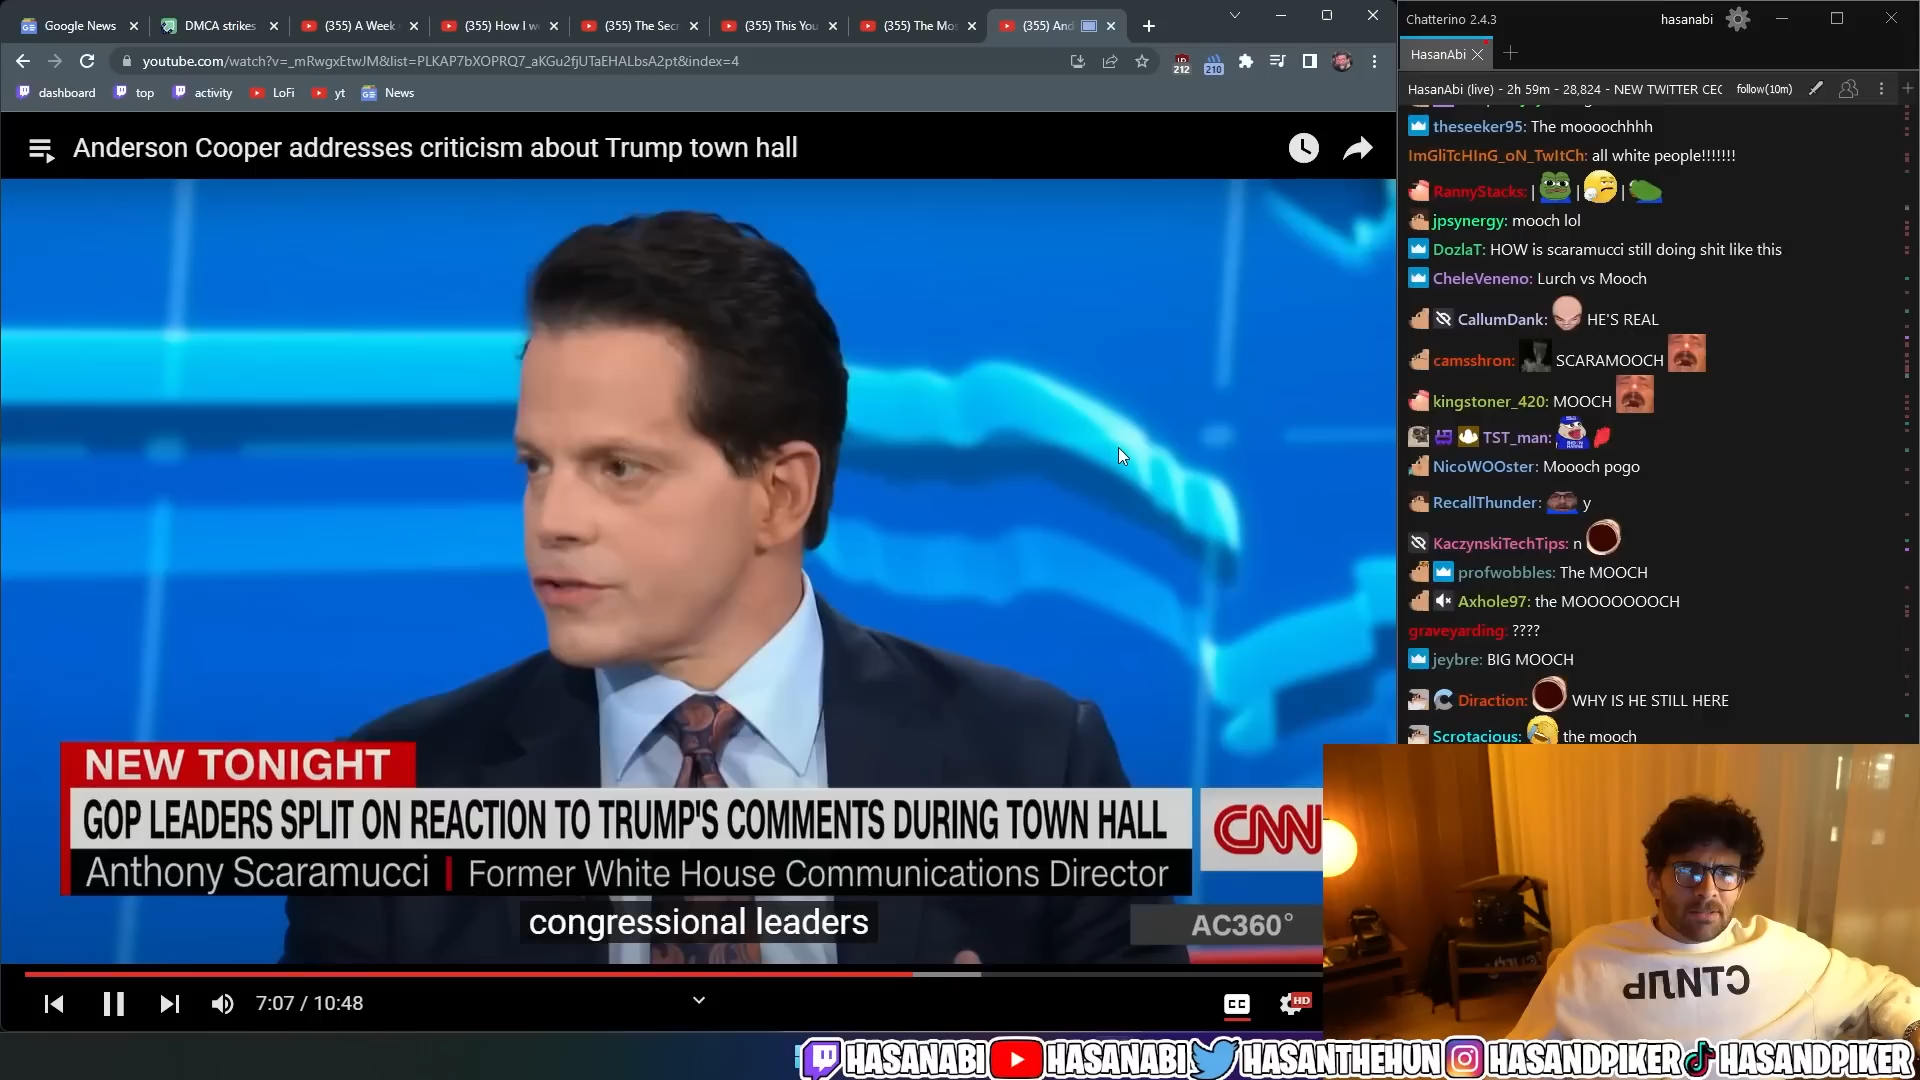 Google News
DMCA strikes
(355) A Week
(355) How I w
(355) The Secr
(355) This You
(355) The Mos
(355) And
youtube.com/watch?v=_mRwgxEtwJM&list=PLKAP7bXOPRQ7_aKGu2fjUTaEHALbsA2pt&index=4
212
210
dashboard
top
activity
LoFi
yt
News
Anderson Cooper addresses criticism about Trump town hall
NEW TONIGHT
GOP LEADERS SPLIT ON REACTION TO TRUMP'S COMMENTS DURING TOWN HALL
CNN
Anthony Scaramucci | Former White House Communications Director
congressional leaders
AC360°
7:07 / 10:48
CC
HD
Chatterino 2.4.3
hasanabi
HasanAbi
HasanAbi (live) - 2h 59m - 28,824 - NEW TWITTER CEO
follow(10m)
theseeker95: The moooochhhh
ImGliTcHInG_oN_TwItCh: all white people!!!!!!!
RannyStacks: | | |
jpsynergy: mooch lol
DozlaT: HOW is scaramucci still doing shit like this
CheleVeneno: Lurch vs Mooch
CallumDank: HE'S REAL
camsshron: SCARAMOOCH
kingstoner_420: MOOCH
TST_man:
NicoWOOster: Moooch pogo
RecallThunder: y
KaczynskiTechTips: n
profwobbles: The MOOCH
Axhole97: the MOOOOOOOCH
graveyarding: ????
jeybre: BIG MOOCH
Diraction: WHY IS HE STILL HERE
Scrotacious: the mooch
HASANABI
HASANABI
HASANTHEHUN
HASANDPIKER
HASANDPIKER